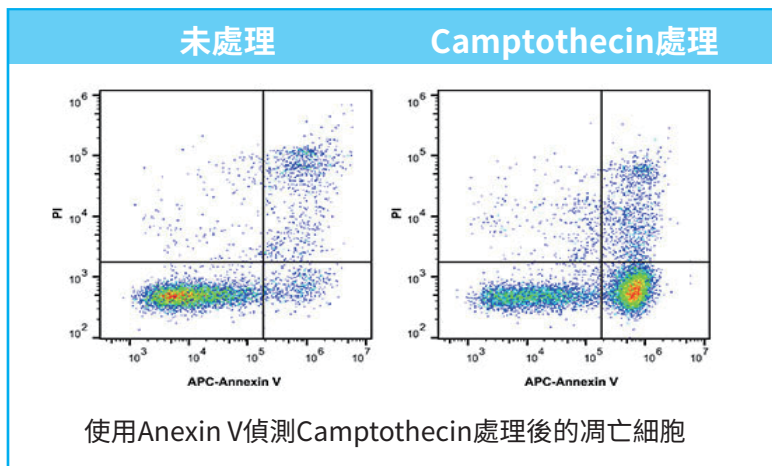 未處理 Camptothecin處理
10⁶ 10⁶
10⁵ 10⁵
PI 10⁴ PI 10⁴
10³ 10³
10² 10²
10³ 10⁴ 10⁵ 10⁶ 10⁷ 10³ 10⁴ 10⁵ 10⁶ 10⁷
APC-Annexin V APC-Annexin V
使用Anexin V偵測Camptothecin處理後的凋亡細胞